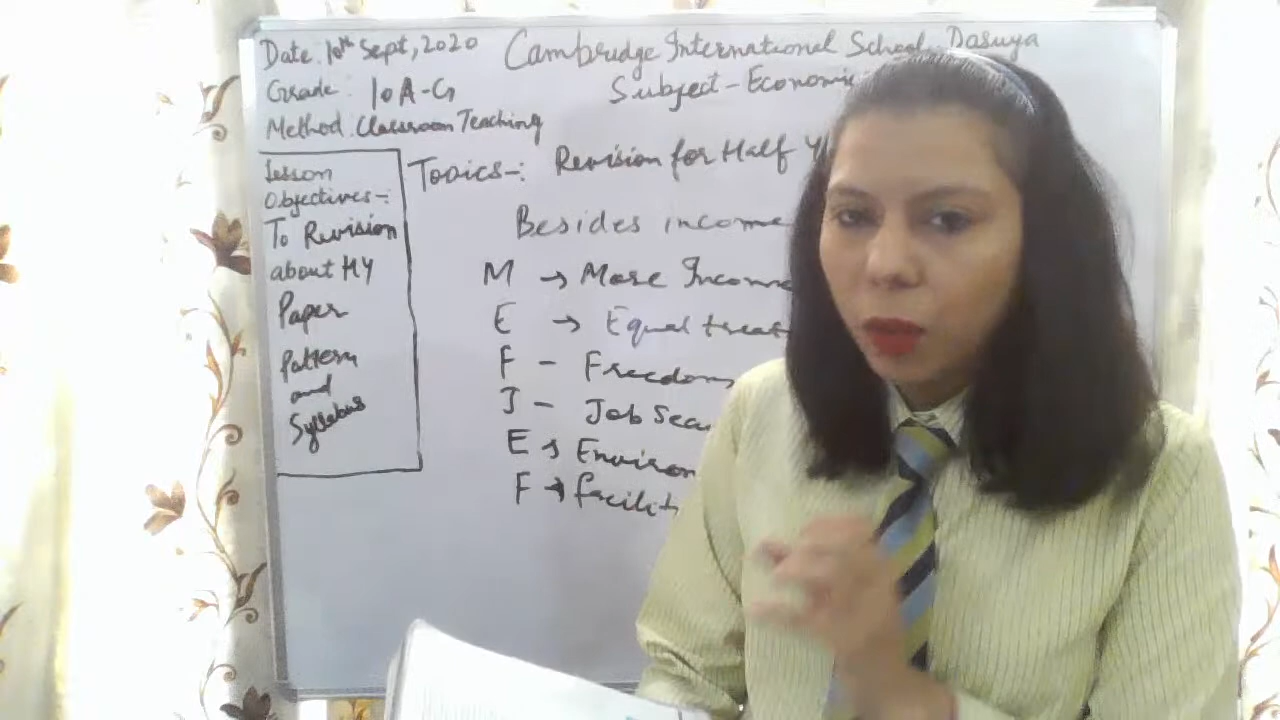 Date. 10th Sept, 2020
Cambridge International School, Dasuya
Grade. 10 A-G
Subject - Economic
Method. Classroom Teaching
Lesson
Objectives -:
To Revision
about HY
Paper
Pattern
and
Syllabus
Topics -: Revision for Half
Besides income
M → More Income
E → Equal treat
F - Freedom
J - Job Secu
E → Environ
F → facilit